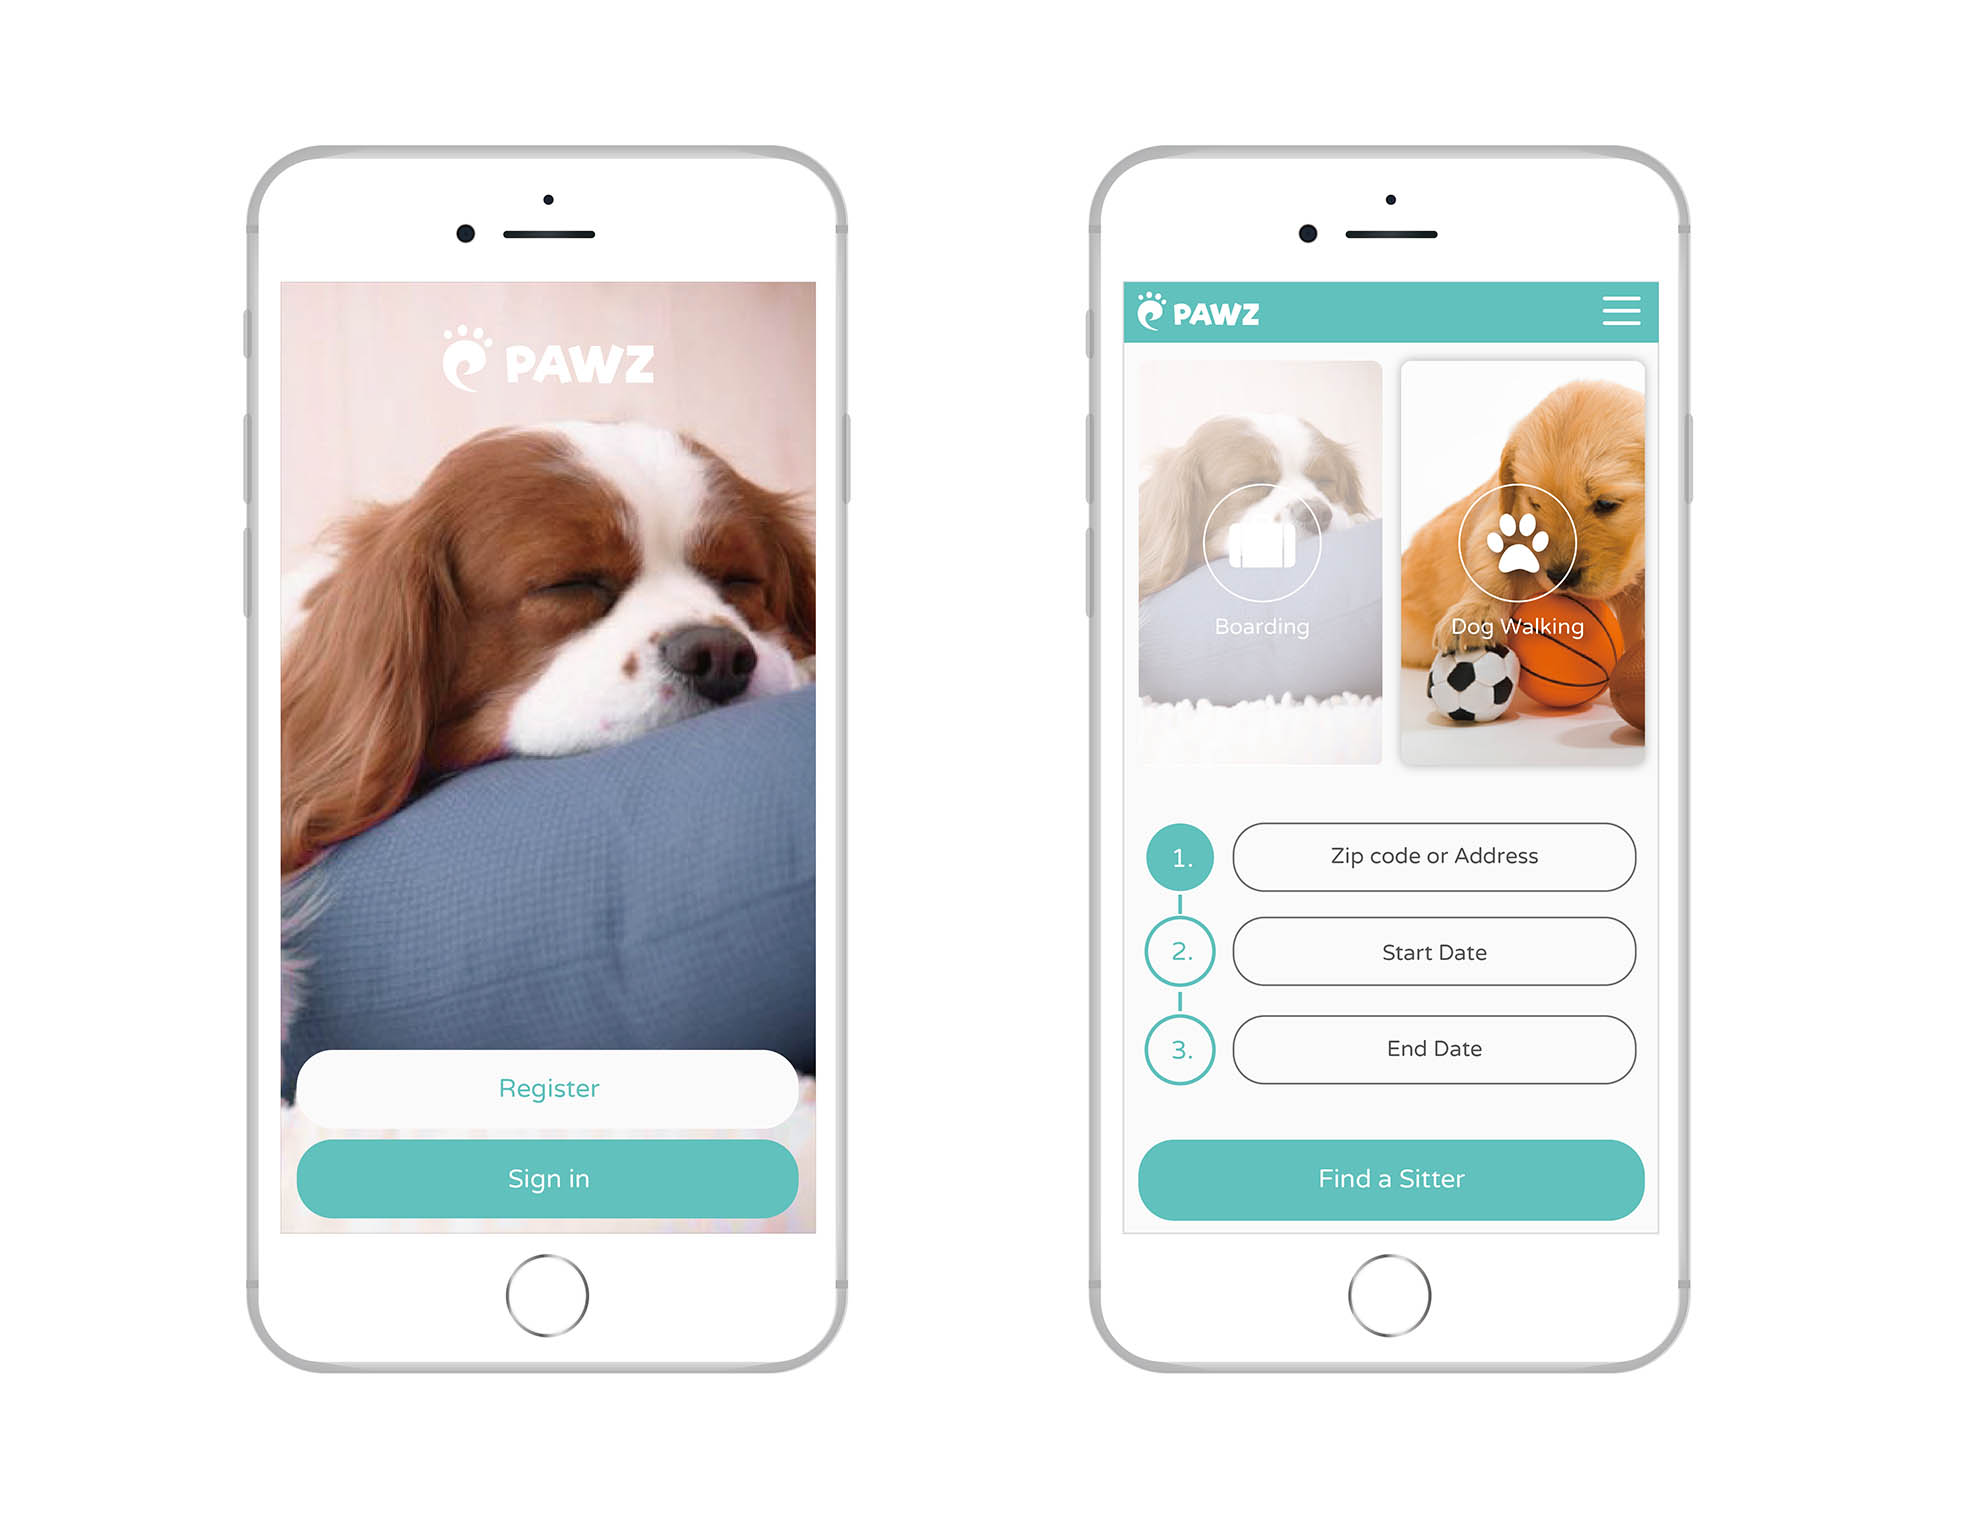 PAWZ
Register
Sign in
PAWZ
Boarding
Dog Walking
1. Zip code or Address
2. Start Date
3. End Date
Find a Sitter